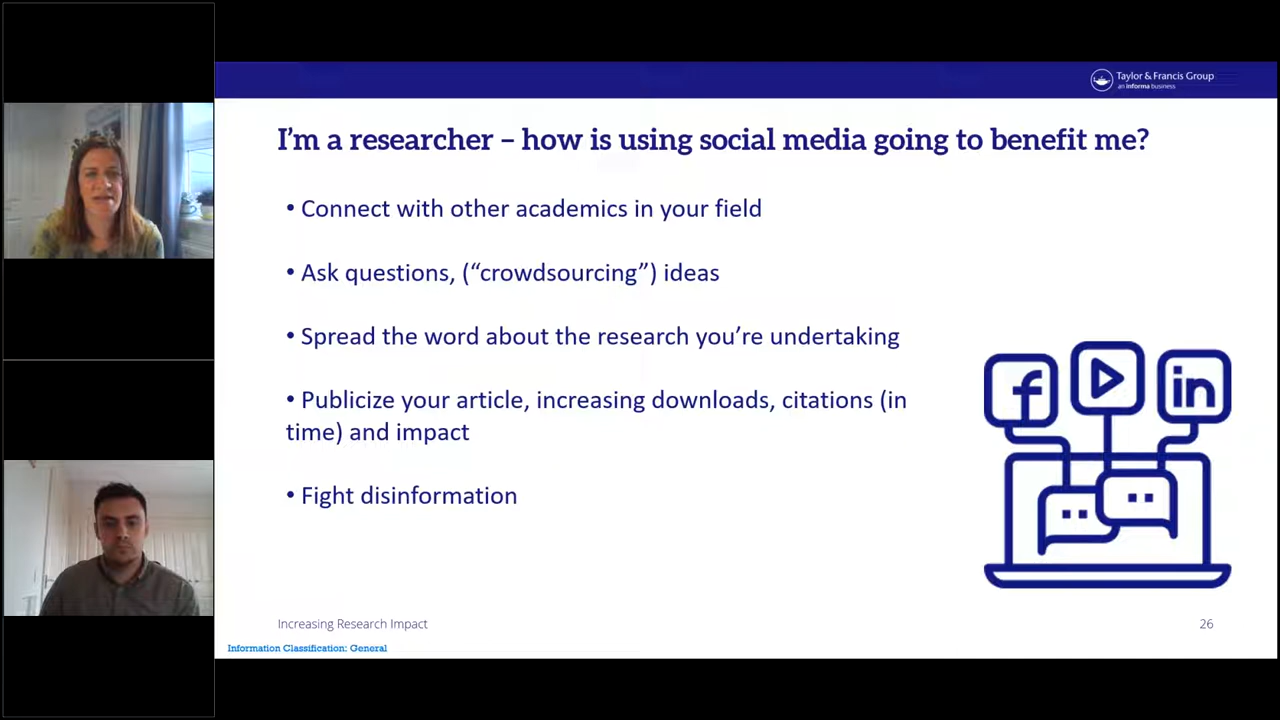 Taylor & Francis Group
an informa business
I'm a researcher – how is using social media going to benefit me?
• Connect with other academics in your field
• Ask questions, (“crowdsourcing”) ideas
• Spread the word about the research you’re undertaking
• Publicize your article, increasing downloads, citations (in
time) and impact
• Fight disinformation
f
in
Increasing Research Impact
26
Information Classification: General